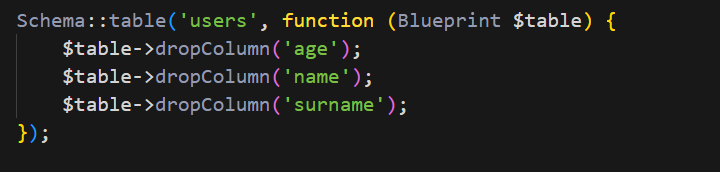 Schema::table('users', function (Blueprint $table) {
    $table->dropColumn('age');
    $table->dropColumn('name');
    $table->dropColumn('surname');
});